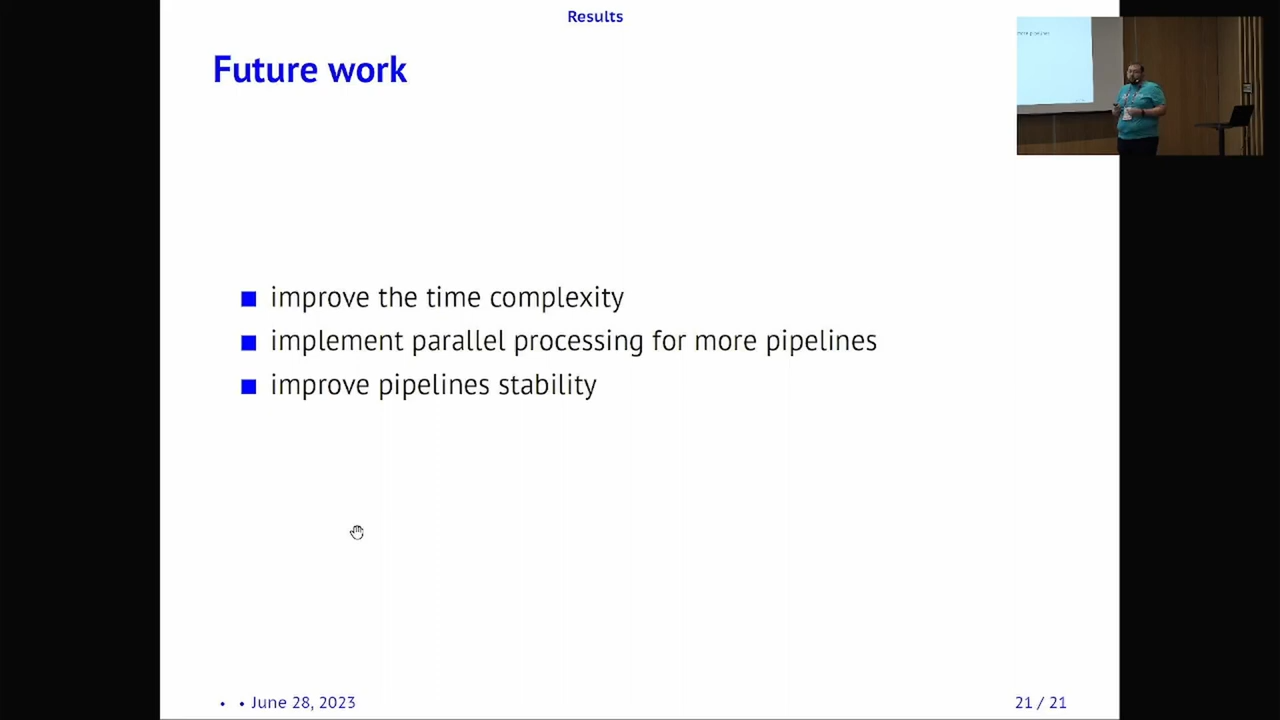 Results
Future work
improve the time complexity
implement parallel processing for more pipelines
improve pipelines stability
• • June 28, 2023
21 / 21